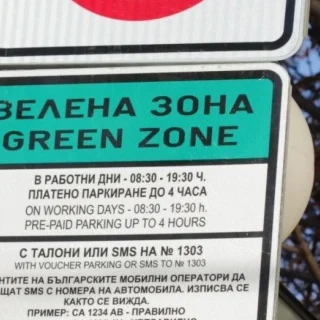 ЗЕЛЕНА ЗОНА
GREEN ZONE
В РАБОТНИ ДНИ - 08:30 - 19:30 Ч.
ПЛАТЕНО ПАРКИРАНЕ ДО 4 ЧАСА
ON WORKING DAYS - 08:30 - 19:30 h.
PRE-PAID PARKING UP TO 4 HOURS
С ТАЛОНИ ИЛИ SMS НА № 1303
WITH VOUCHER PARKING OR SMS TO № 1303
НА БЪЛГАРСКИТЕ МОБИЛНИ ОПЕРАТОРИ ДА
SMS С НОМЕРА НА АВТОМОБИЛА. ИЗПИСВА СЕ
КАКТО СЕ ВИЖДА.
ПРИМЕР: СА 1234 АВ - ПРАВИЛНО